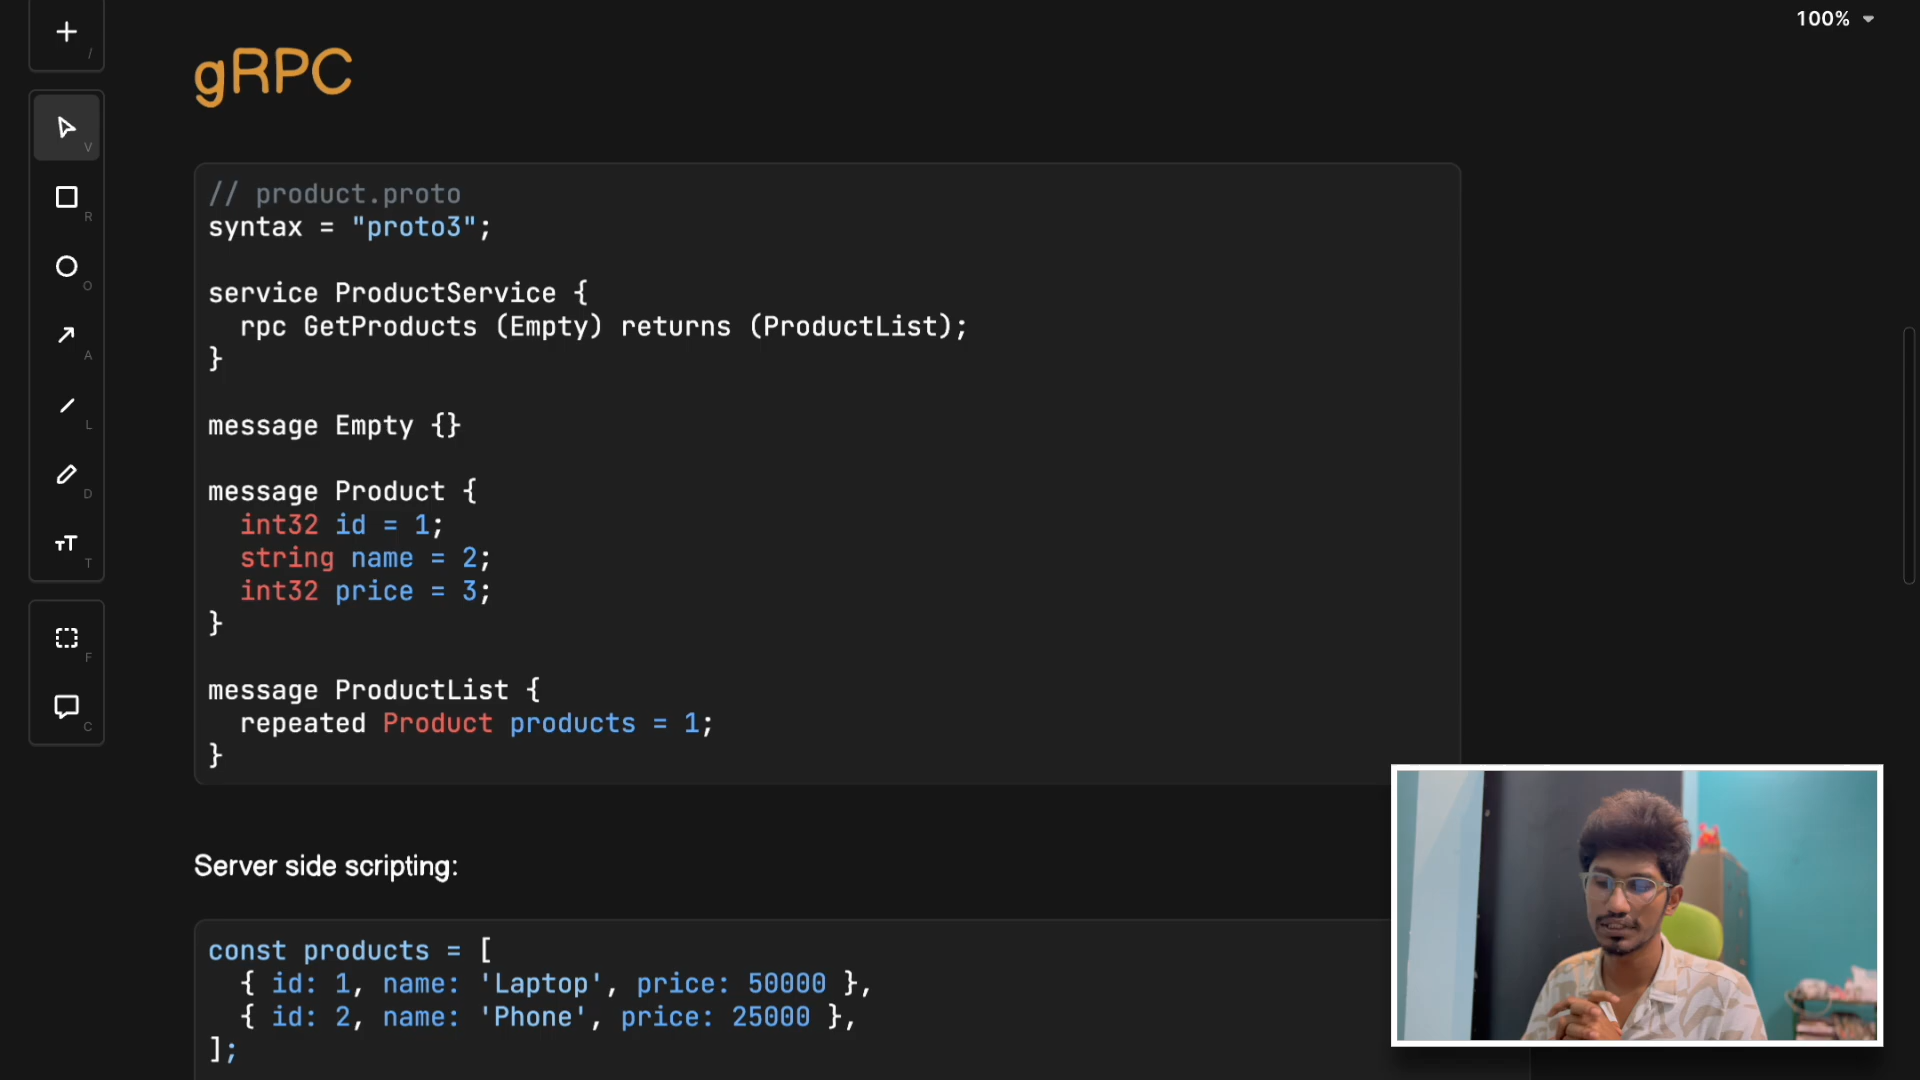 100%
/
gRPC
V
R
O
A
L
D
T
F
C
// product.proto
syntax = "proto3";
service ProductService {
rpc GetProducts (Empty) returns (ProductList);
}
message Empty {}
message Product {
int32 id = 1;
string name = 2;
int32 price = 3;
}
message ProductList {
repeated Product products = 1;
}
Server side scripting:
const products = [
{ id: 1, name: 'Laptop', price: 50000 },
{ id: 2, name: 'Phone', price: 25000 },
];